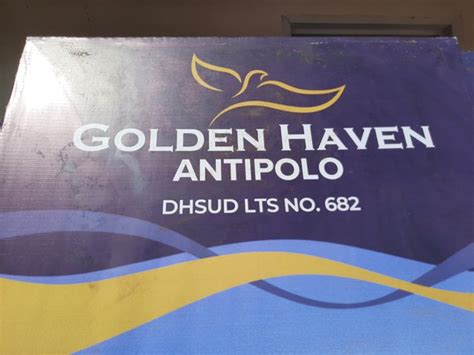 GOLDEN HAVEN
ANTIPOLO
DHSUD LTS NO. 682